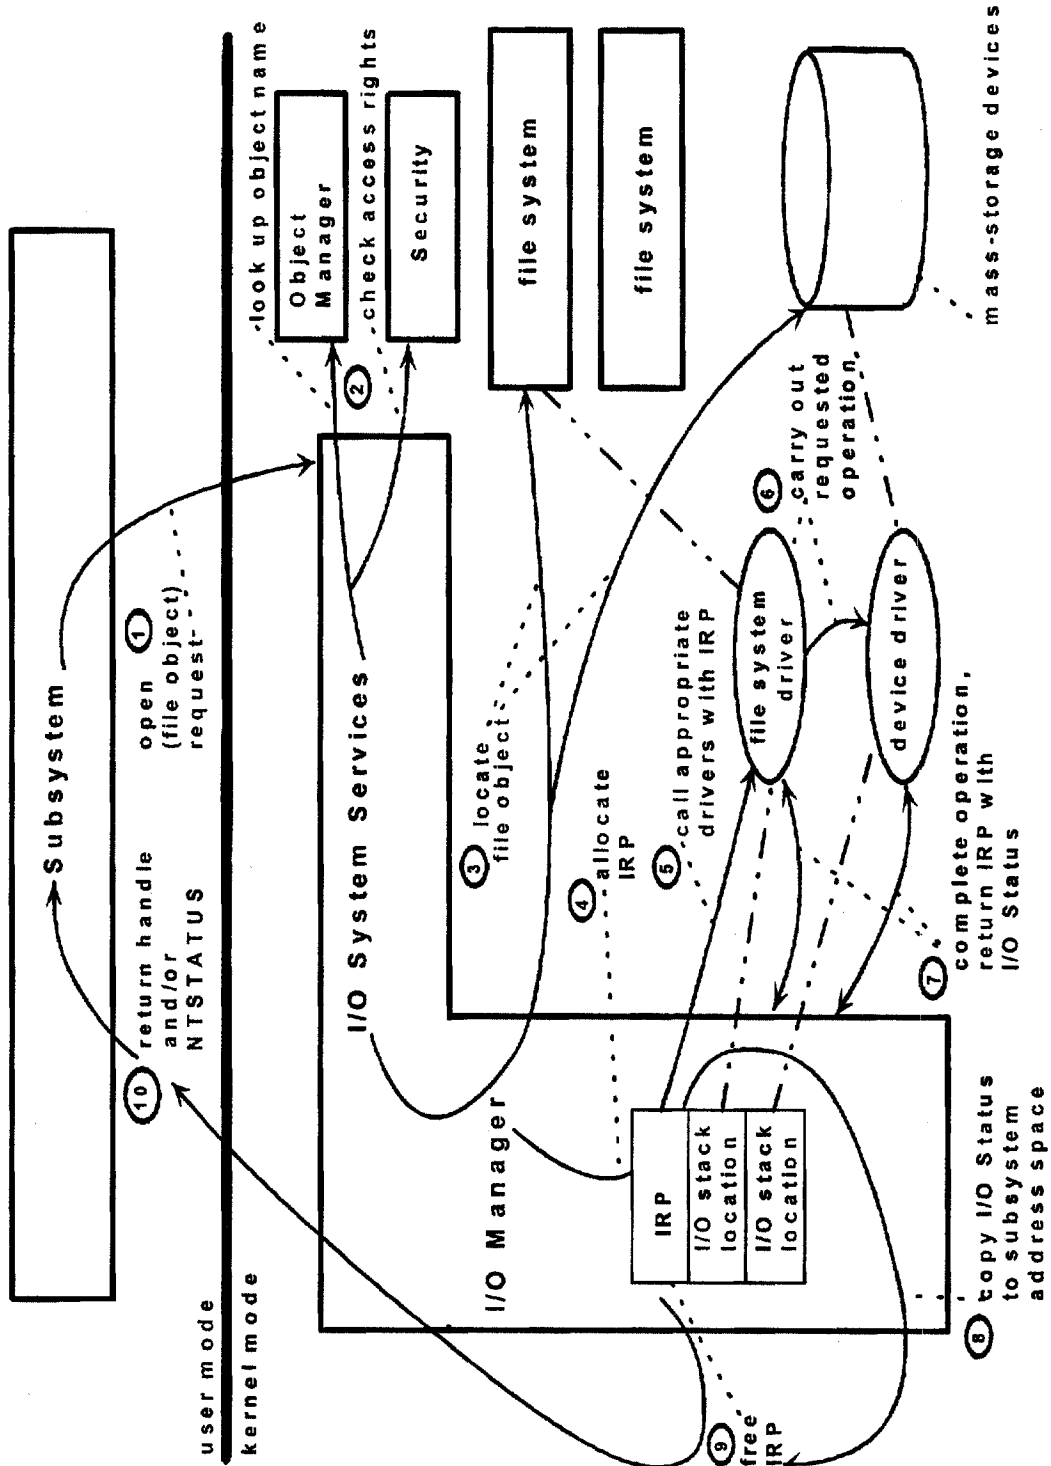 Subsystem
1
open
(file object)
request
10
return handle
and/or
NTSTATUS
user mode
kernel mode
look up object name
Object
Manager
2
check access rights
Security
I/O System Services
3
locate
file object
file system
file system
I/O Manager
4
allocate
IRP
5
call appropriate
drivers with IRP
IRP
I/O stack
location
I/O stack
location
file system
driver
6
carry out
requested
operation
device driver
mass-storage devices
7
complete operation,
return IRP with
I/O Status
8
copy I/O Status
to subsystem
address space
9
free
IRP